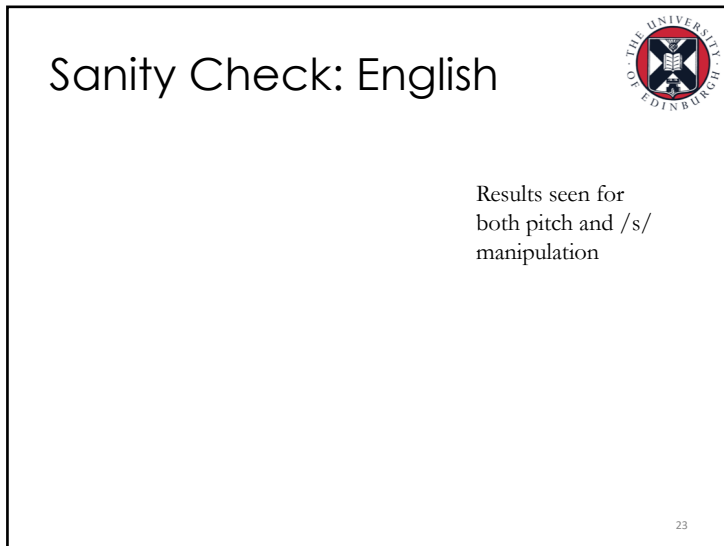 Sanity Check: English
THE UNIVERSITY OF EDINBURGH
Results seen for
both pitch and /s/
manipulation
23